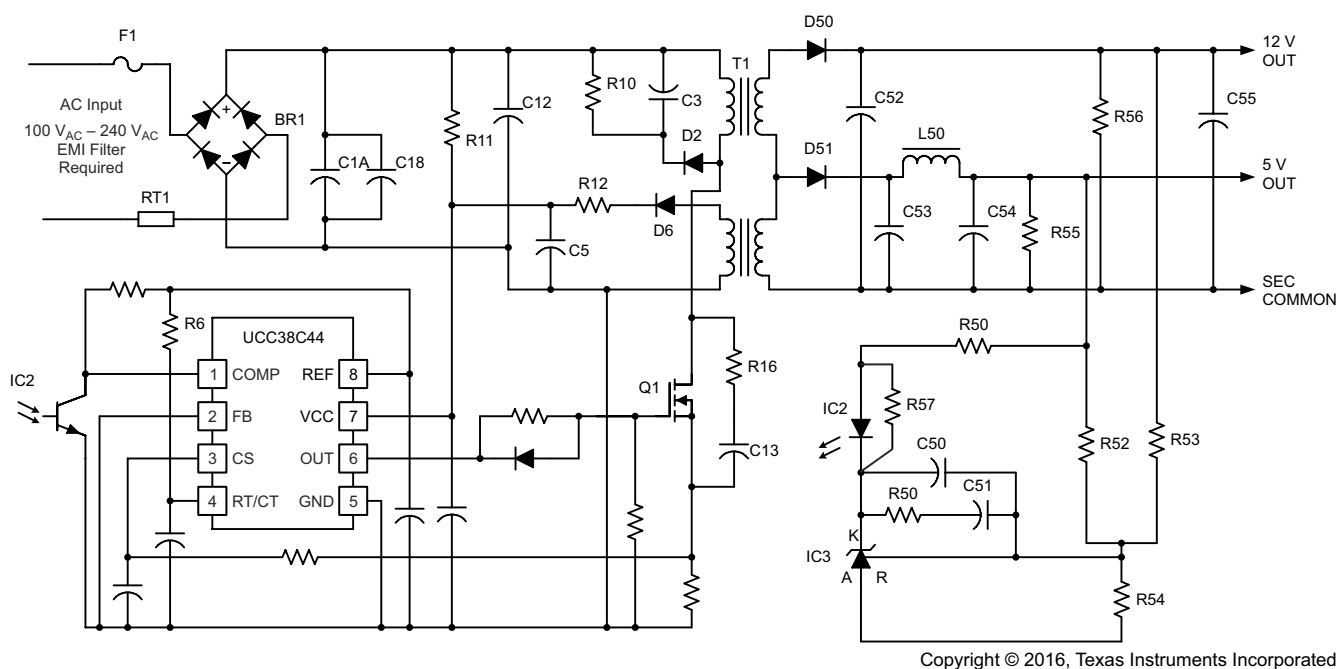 F1
AC Input
100 VAC – 240 VAC
EMI Filter
Required
RT1
+
–
BR1
C1A
C18
R11
C12
R10
C3
D2
R12
D6
C5
T1
D50
D51
C52
L50
C53
C54
R55
R56
C55
12 V
OUT
5 V
OUT
SEC
COMMON
R6
UCC38C44
1 COMP REF 8
2 FB VCC 7
3 CS OUT 6
4 RT/CT GND 5
IC2
Q1
R16
C13
R50
IC2
R57
C50
R50
C51
R52
R53
K
IC3
A R
R54
Copyright © 2016, Texas Instruments Incorporated